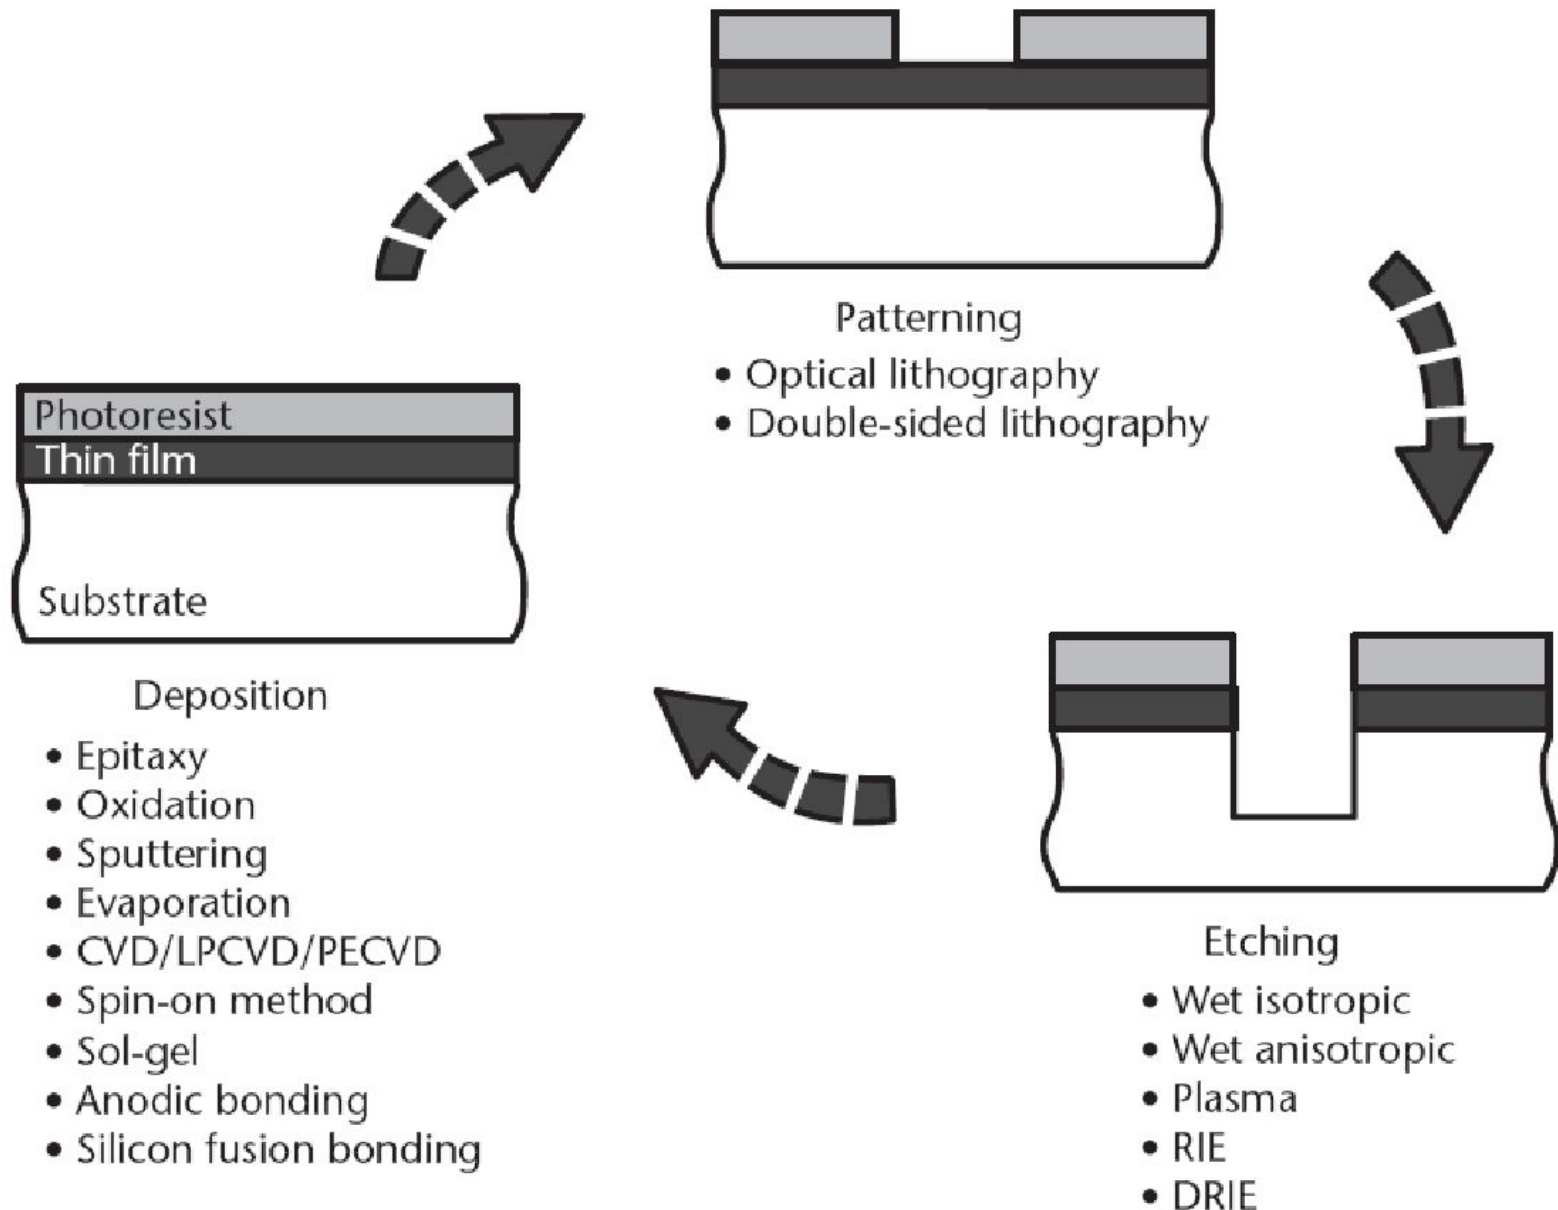 Patterning
• Optical lithography
• Double-sided lithography
Photoresist
Thin film
Substrate
Deposition
• Epitaxy
• Oxidation
• Sputtering
• Evaporation
• CVD/LPCVD/PECVD
• Spin-on method
• Sol-gel
• Anodic bonding
• Silicon fusion bonding
Etching
• Wet isotropic
• Wet anisotropic
• Plasma
• RIE
• DRIE